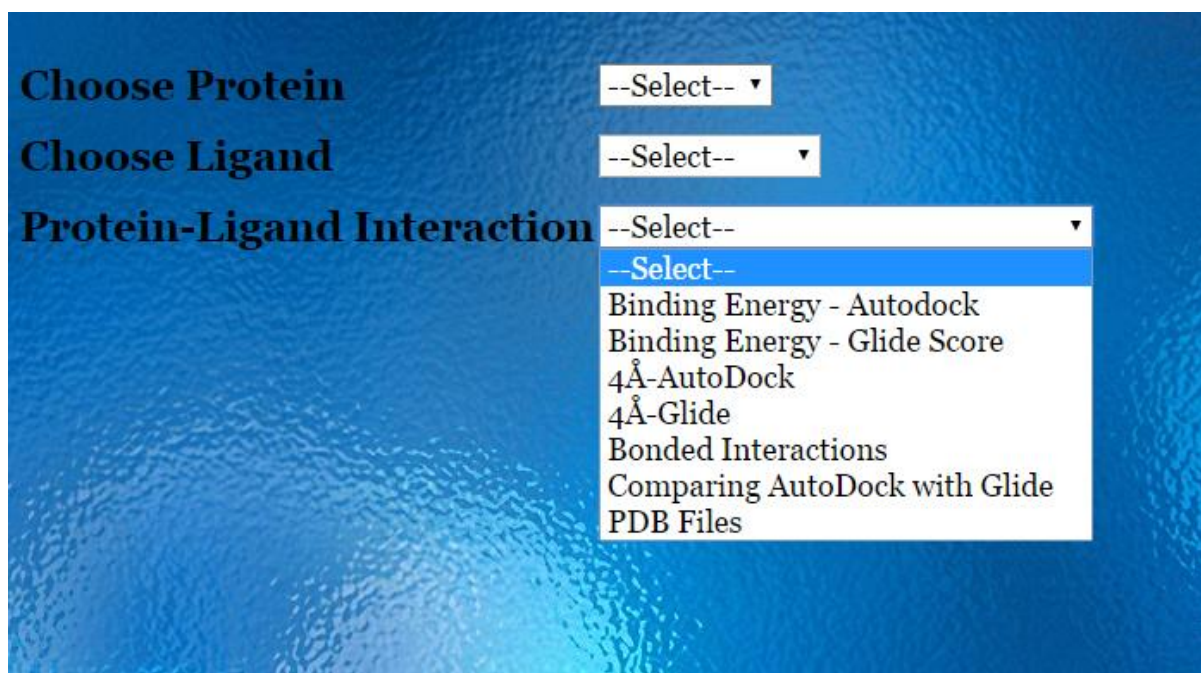 Choose Protein --Select--
Choose Ligand --Select--
Protein-Ligand Interaction --Select--
--Select--
Binding Energy - Autodock
Binding Energy - Glide Score
4Å-AutoDock
4Å-Glide
Bonded Interactions
Comparing AutoDock with Glide
PDB Files